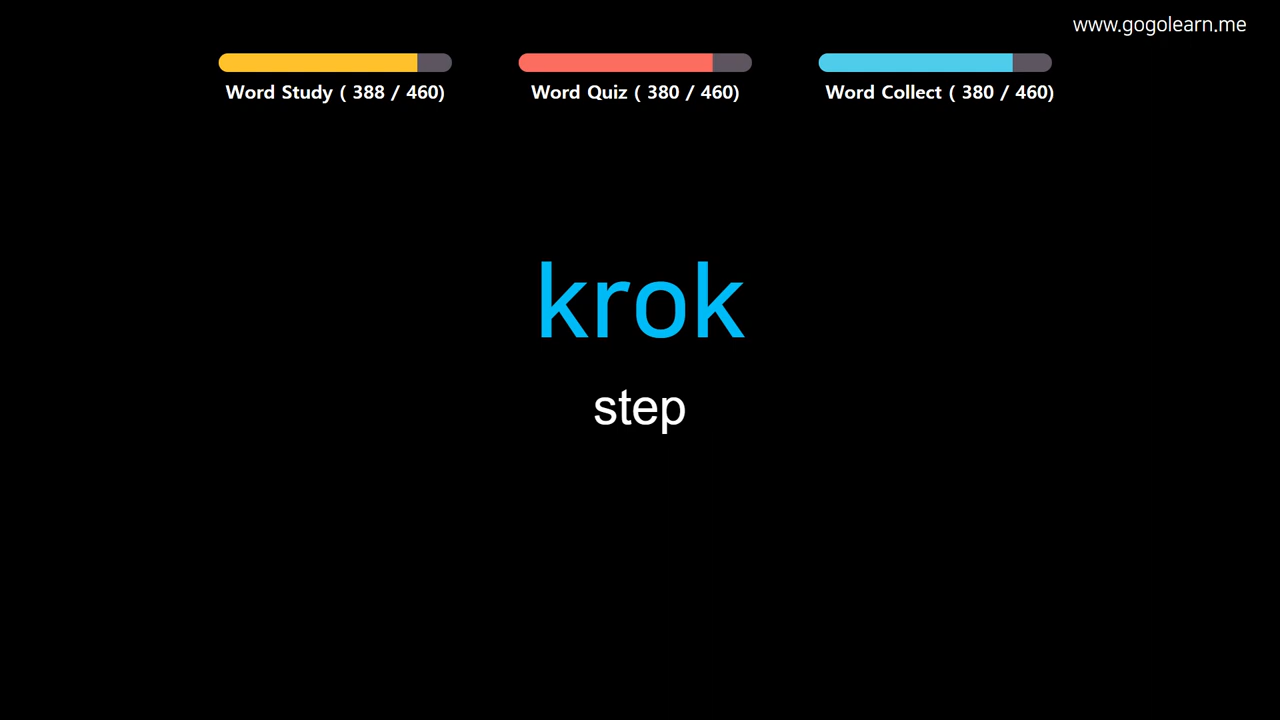 www.gogolearn.me
Word Study ( 388 / 460)
Word Quiz ( 380 / 460)
Word Collect ( 380 / 460)
krok
step